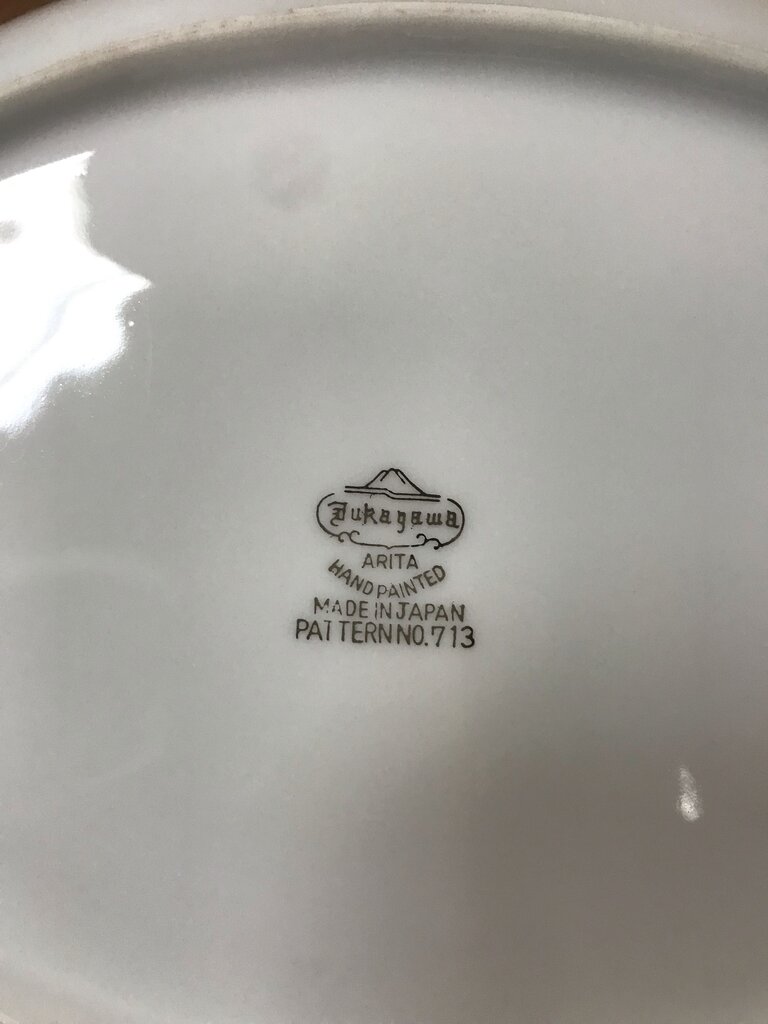 Fukagawa
ARITA
HAND PAINTED
MADE IN JAPAN
PATTERN NO. 713